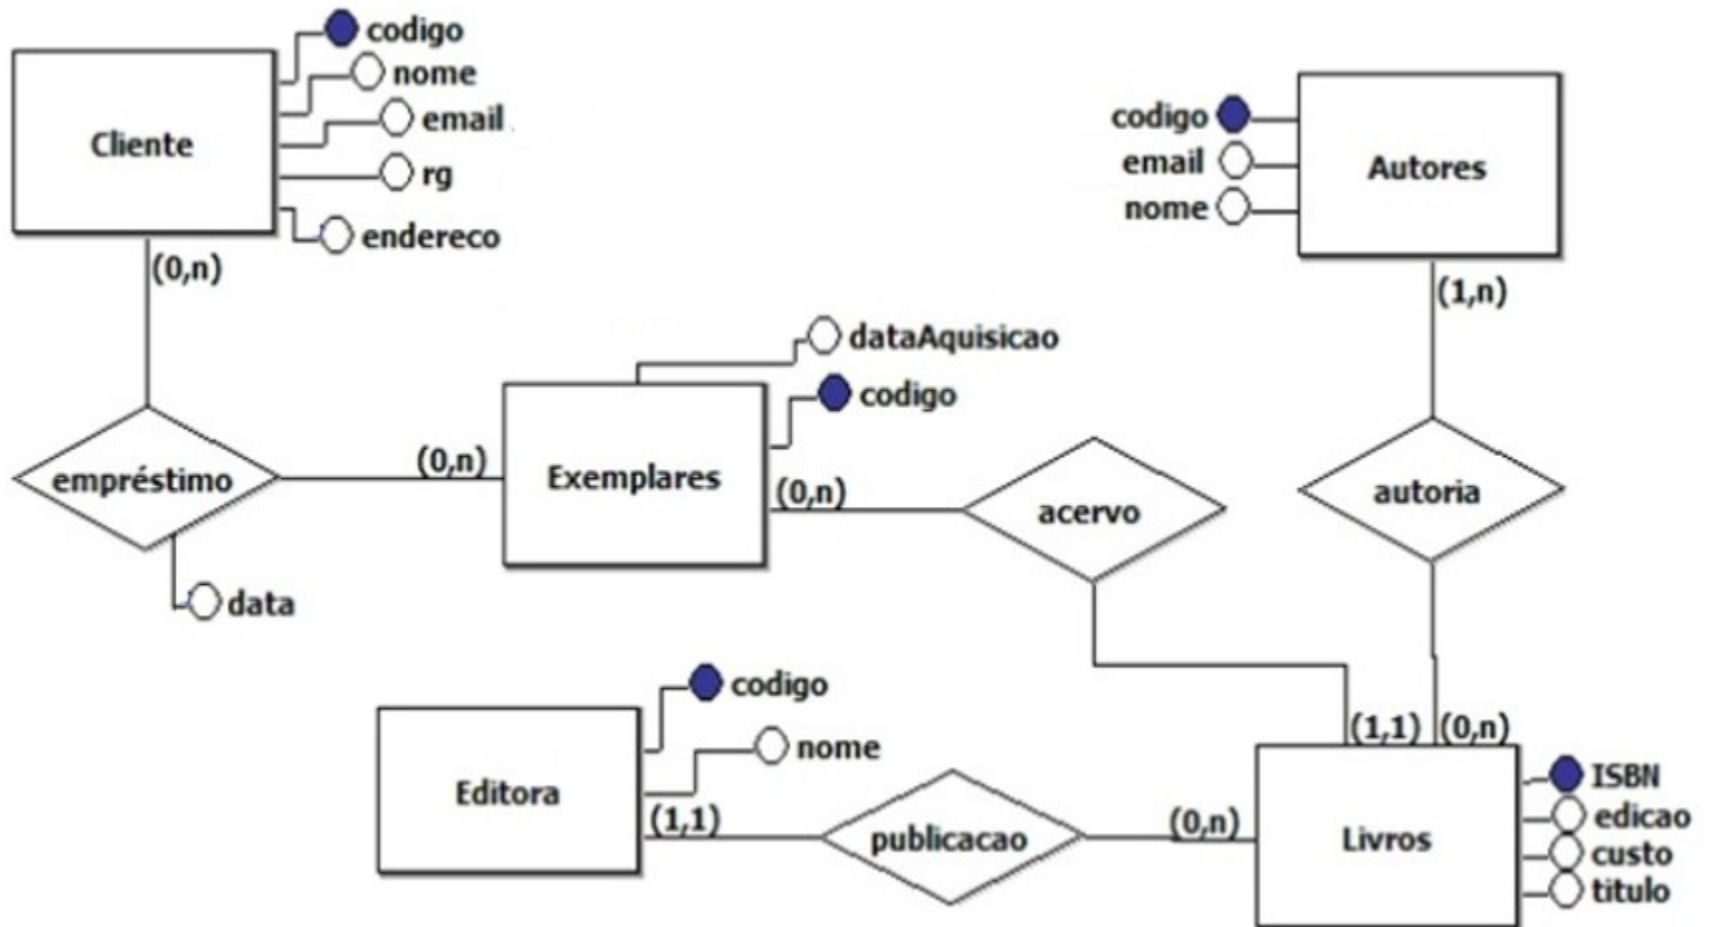 Cliente
codigo
nome
email
rg
endereco
(0,n)
empréstimo
data
(0,n)
Exemplares
dataAquisicao
codigo
(0,n)
acervo
codigo
email
nome
Autores
(1,n)
autoria
(1,1)
(0,n)
Editora
codigo
nome
(1,1)
publicacao
(0,n)
Livros
ISBN
edicao
custo
titulo